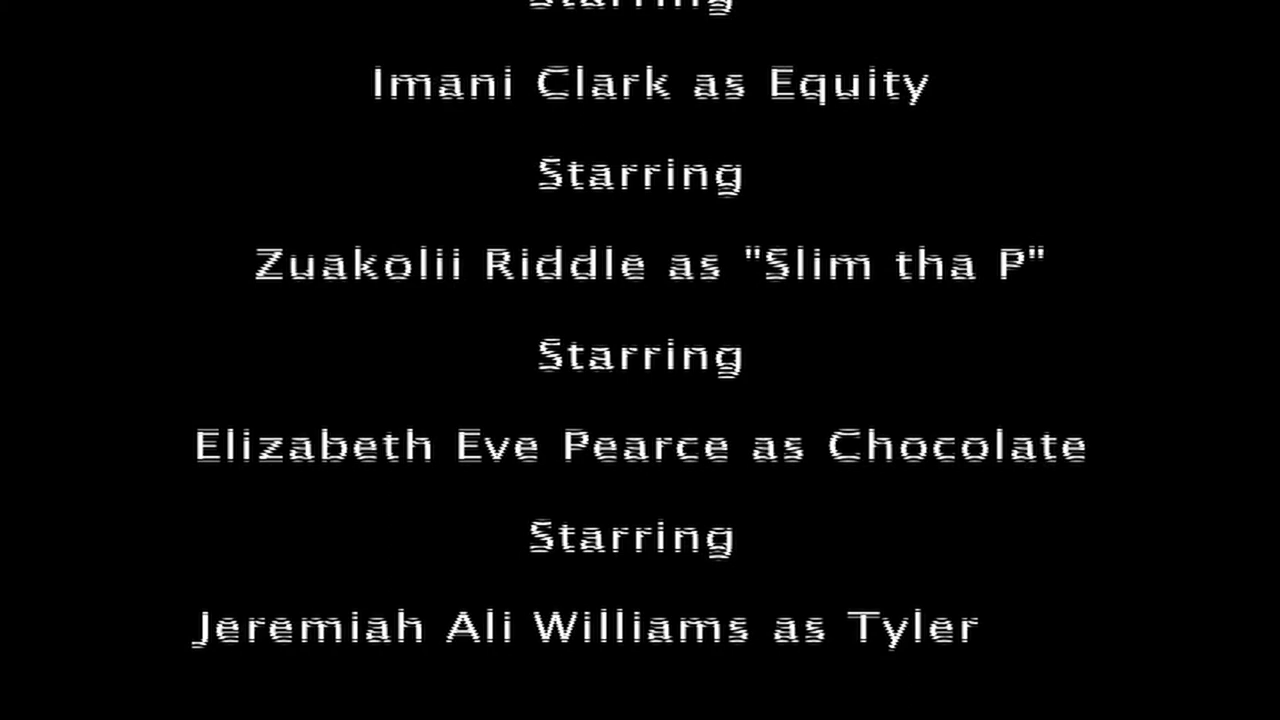 Starring
Imani Clark as Equity
Starring
Zuakolii Riddle as "Slim tha P"
Starring
Elizabeth Eve Pearce as Chocolate
Starring
Jeremiah Ali Williams as Tyler